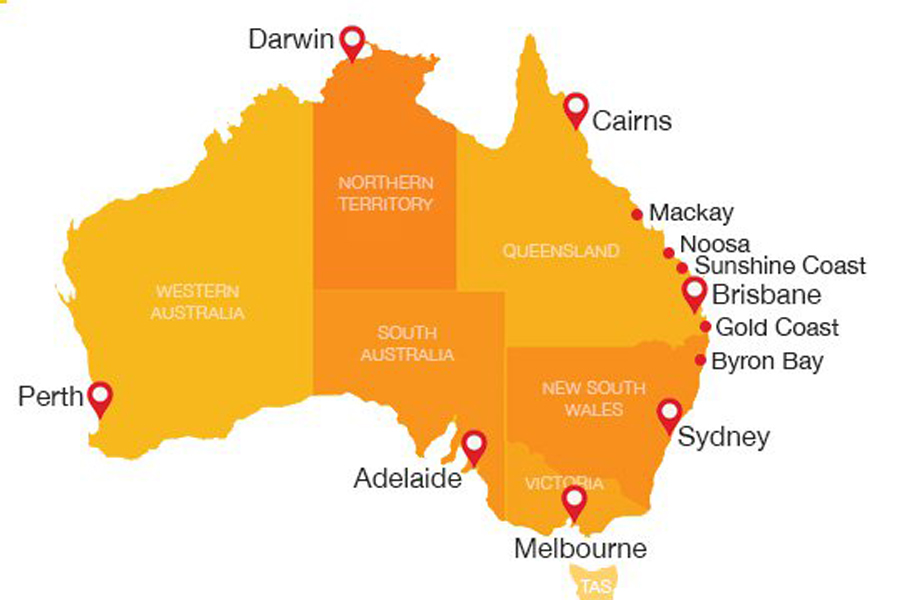 Darwin
Cairns
NORTHERN
TERRITORY
Mackay
Noosa
QUEENSLAND
Sunshine Coast
WESTERN
AUSTRALIA
Brisbane
SOUTH
AUSTRALIA
Gold Coast
Byron Bay
NEW SOUTH
WALES
Perth
Sydney
Adelaide
VICTORIA
Melbourne
TAS